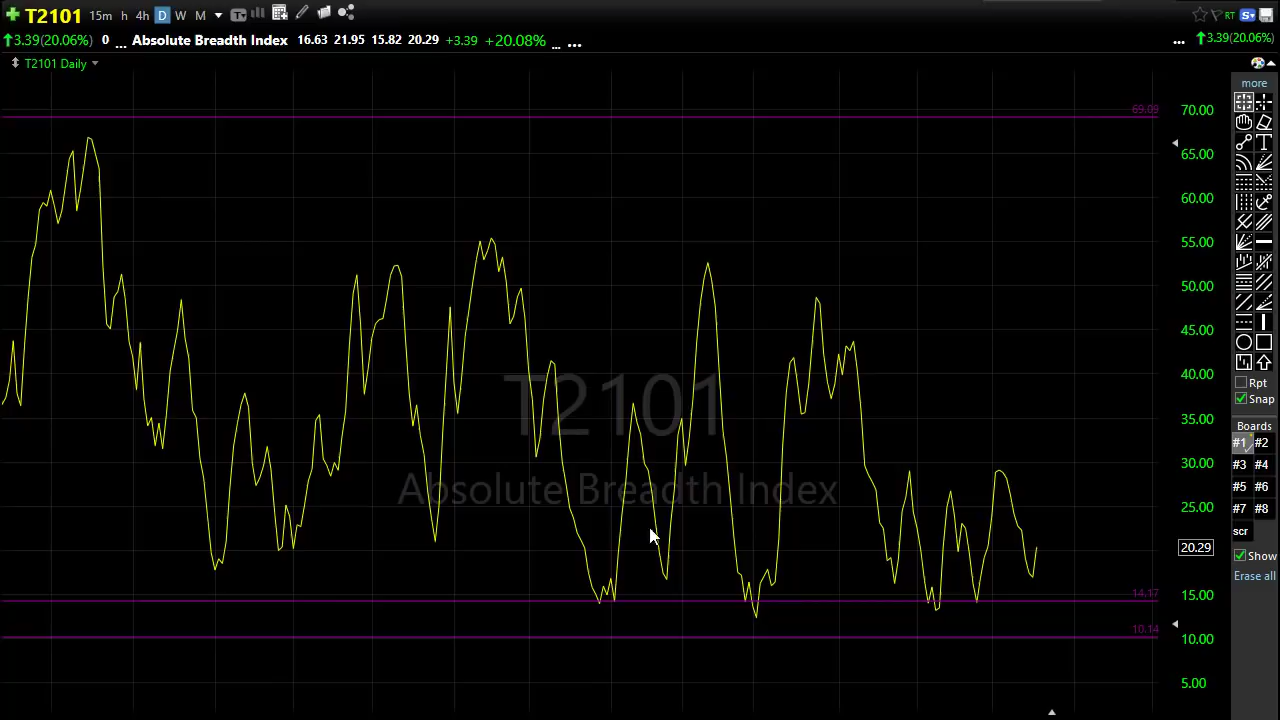 T2101 15m h 4h D W M RT
3.39(20.06%) 0 ... Absolute Breadth Index 16.63 21.95 15.82 20.29 +3.39 +20.08% ... ... ... 3.39(20.06%)
T2101 Daily
more
69.09
70.00
65.00
60.00
55.00
50.00
45.00
40.00
35.00
30.00
25.00
20.29
15.00
10.00
5.00
14.17
10.14
T2101
Absolute Breadth Index
Rpt
Snap
Boards
#1 #2
#3 #4
#5 #6
#7 #8
scr
Show
Erase all